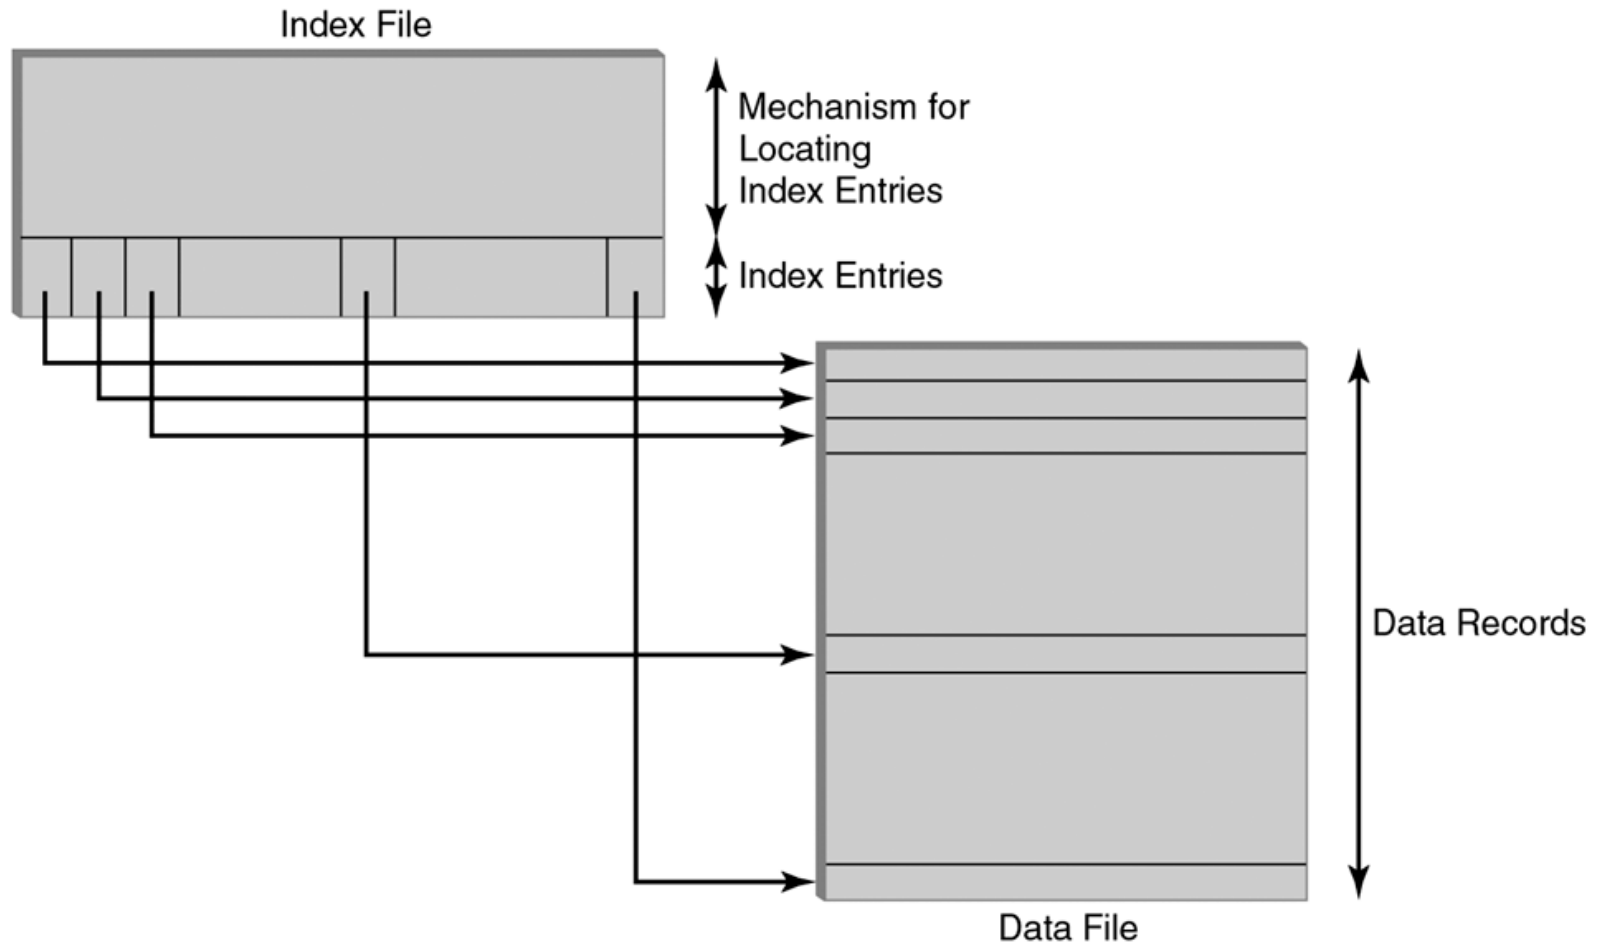 Index File
Mechanism for
Locating
Index Entries
Index Entries
Data Records
Data File